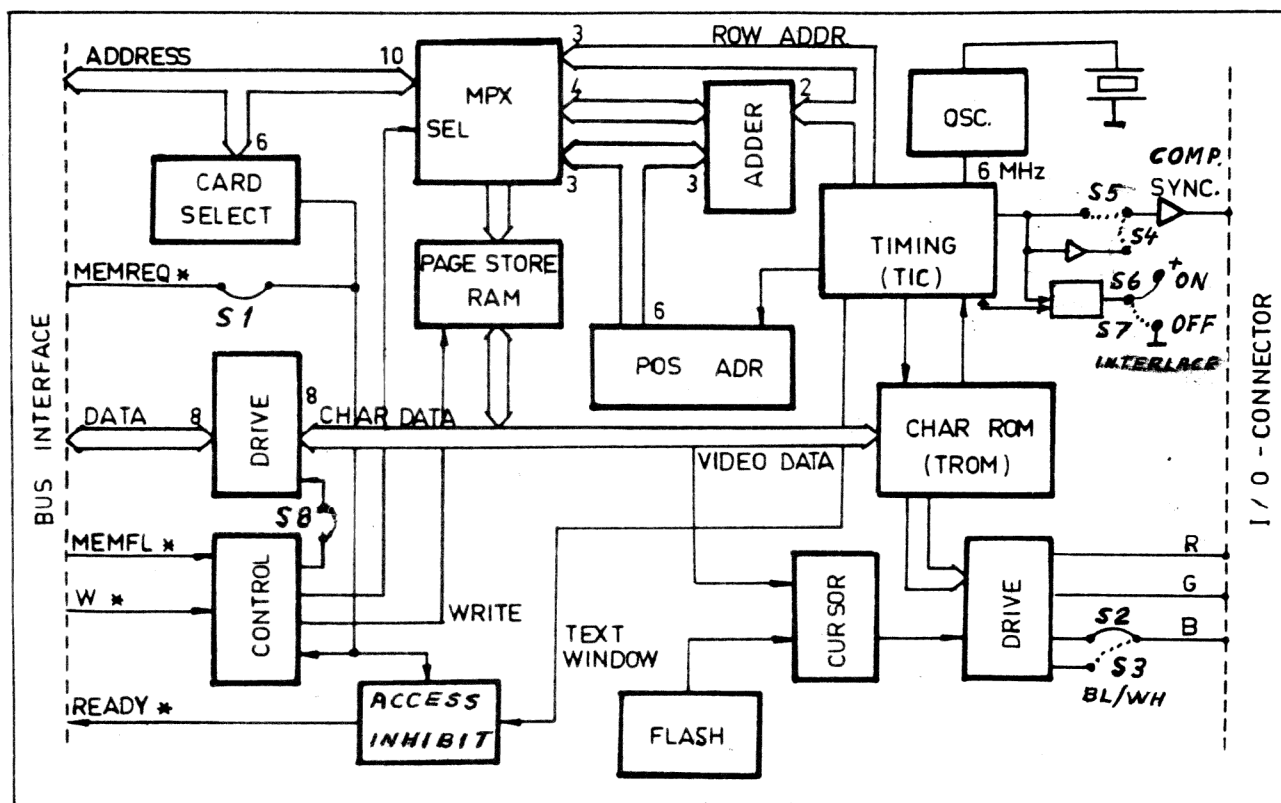 ADDRESS
10
3
ROW ADDR.
MPX
SEL
4
2
ADDER
3
3
OSC.
6 MHz
COMP.
SYNC.
6
CARD
SELECT
S5
S4
TIMING
(TIC)
PAGE STORE
RAM
MEMREQ *
S1
S6
+
ON
S7
OFF
INTERLACE
6
POS ADR
BUS INTERFACE
I/O-CONNECTOR
DATA
8
DRIVE
8
CHAR DATA
VIDEO DATA
CHAR ROM
(TROM)
S8
MEMFL *
W *
CONTROL
WRITE
TEXT
WINDOW
CURSOR
DRIVE
R
G
B
S2
S3
BL/WH
READY *
ACCESS
INHIBIT
FLASH